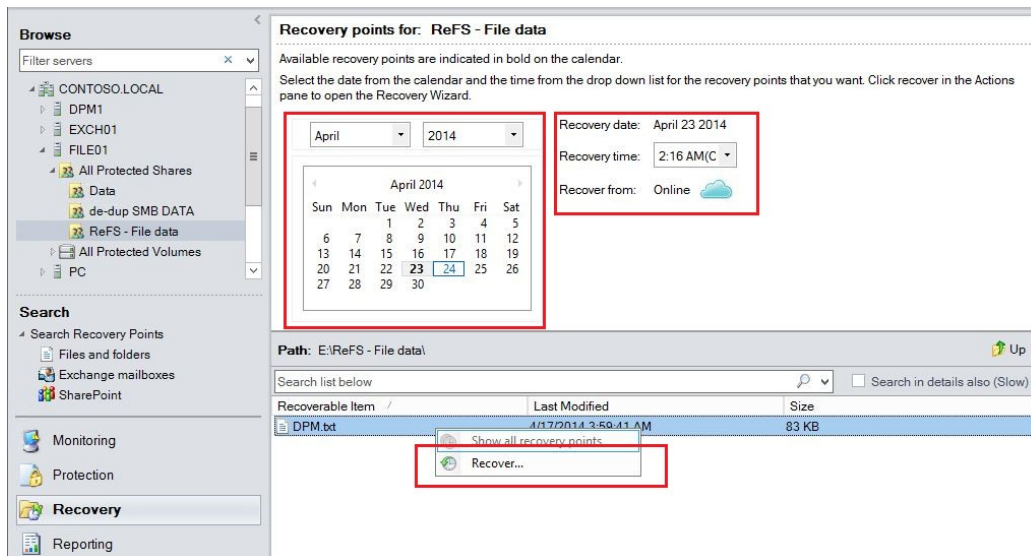 Browse
Filter servers
CONTOSO.LOCAL
DPM1
EXCH01
FILE01
All Protected Shares
Data
de-dup SMB DATA
ReFS - File data
All Protected Volumes
PC
Search
Search Recovery Points
Files and folders
Exchange mailboxes
SharePoint
Monitoring
Protection
Recovery
Reporting
Recovery points for: ReFS - File data
Available recovery points are indicated in bold on the calendar.
Select the date from the calendar and the time from the drop down list for the recovery points that you want. Click recover in the Actions
pane to open the Recovery Wizard.
April 2014
April 2014
Sun Mon Tue Wed Thu Fri Sat
1 2 3 4 5
6 7 8 9 10 11 12
13 14 15 16 17 18 19
20 21 22 23 24 25 26
27 28 29 30
Recovery date: April 23 2014
Recovery time: 2:16 AM(C
Recover from: Online
Path: E:\ReFS - File data\
Up
Search list below
Search in details also (Slow)
Recoverable Item Last Modified Size
DPM.txt 4/17/2014 3:59:41 AM 83 KB
Show all recovery points
Recover...